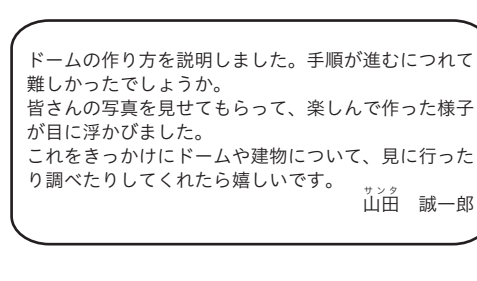 ドームの作り方を説明しました。手順が進むにつれて
難しかったでしょうか。
皆さんの写真を見せてもらって、楽しんで作った様子
が目に浮かびました。
これをきっかけにドームや建物について、見に行った
り調べたりしてくれたら嬉しいです。
サンタ
山田　誠一郎